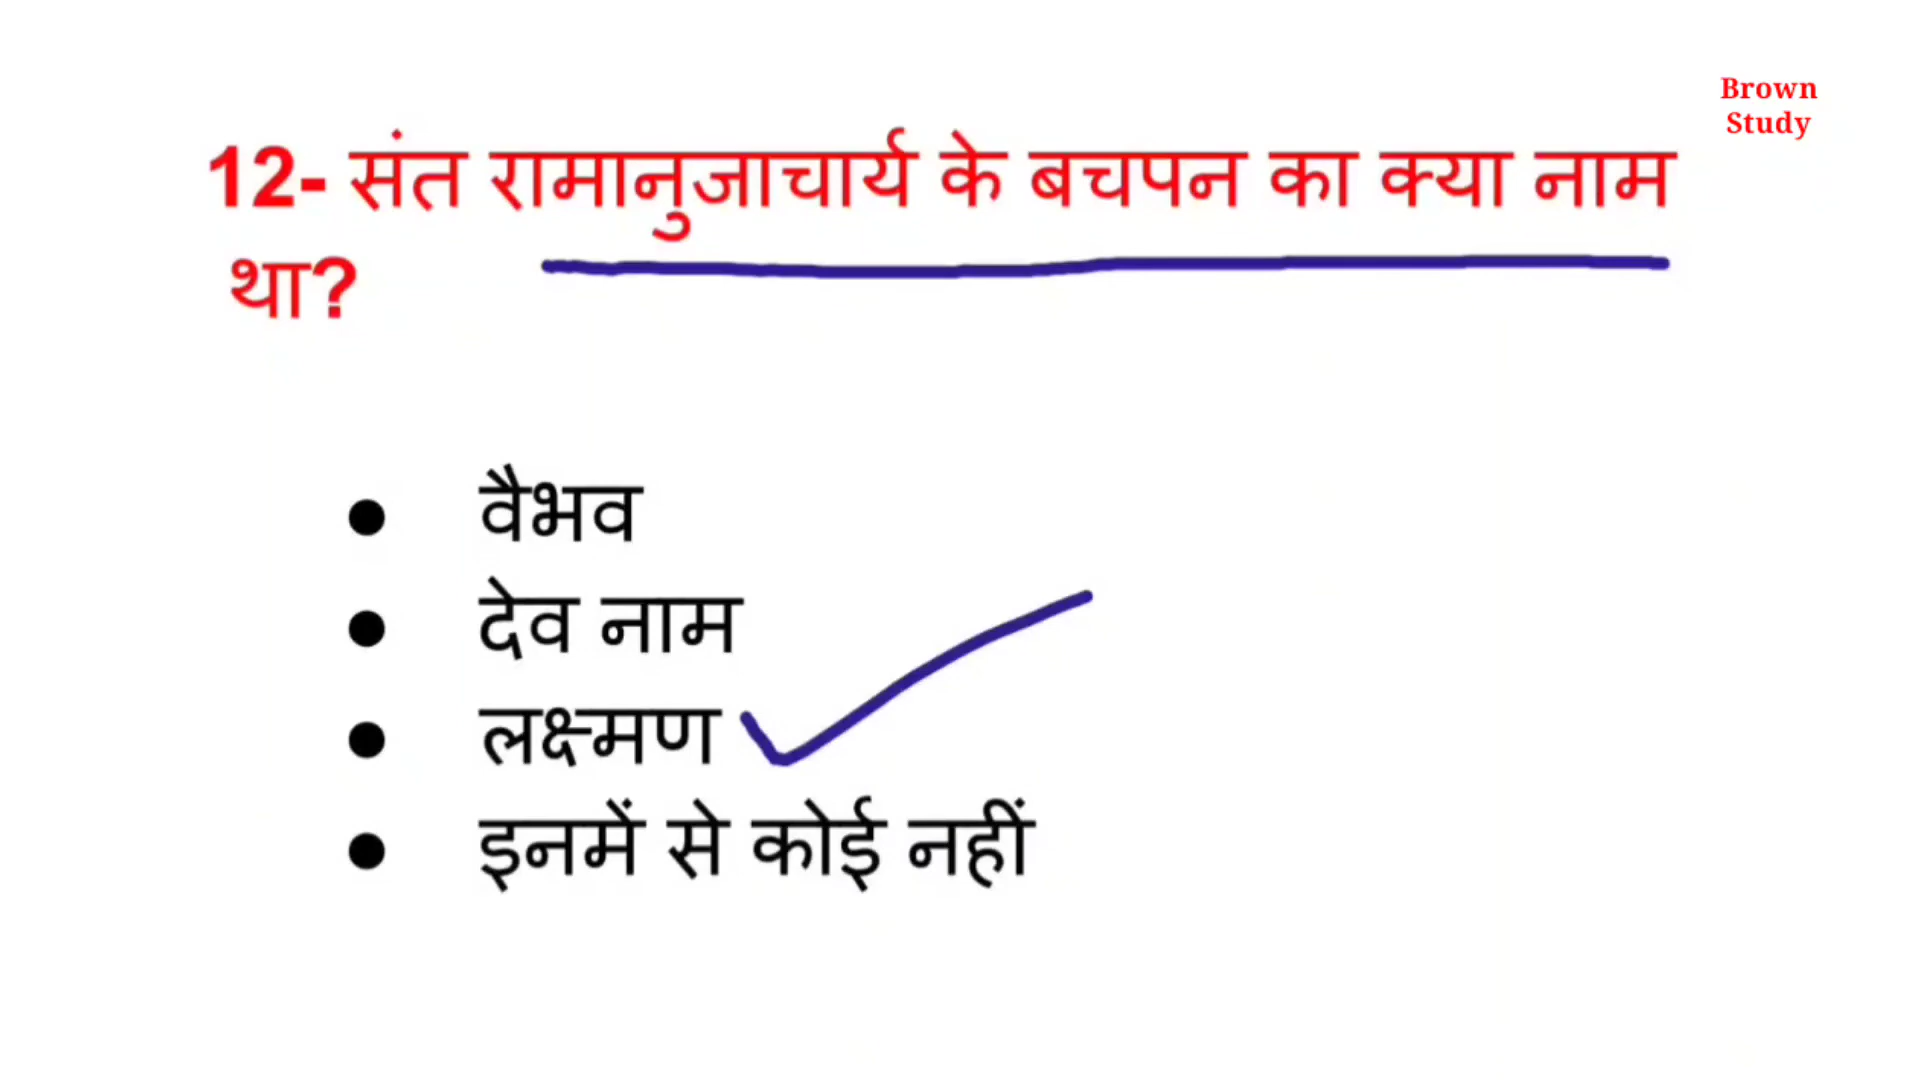 Brown
Study
12- संत रामानुजाचार्य के बचपन का क्या नाम
था?
● वैभव
● देव नाम
● लक्ष्मण
● इनमें से कोई नहीं